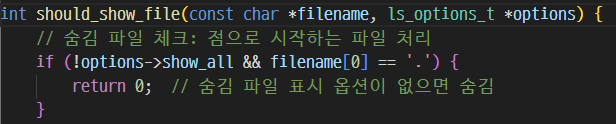 int should_show_file(const char *filename, ls_options_t *options) {
// 숨김 파일 체크: 점으로 시작하는 파일 처리
if (!options->show_all && filename[0] == '.') {
return 0;  // 숨김 파일 표시 옵션이 없으면 숨김
}